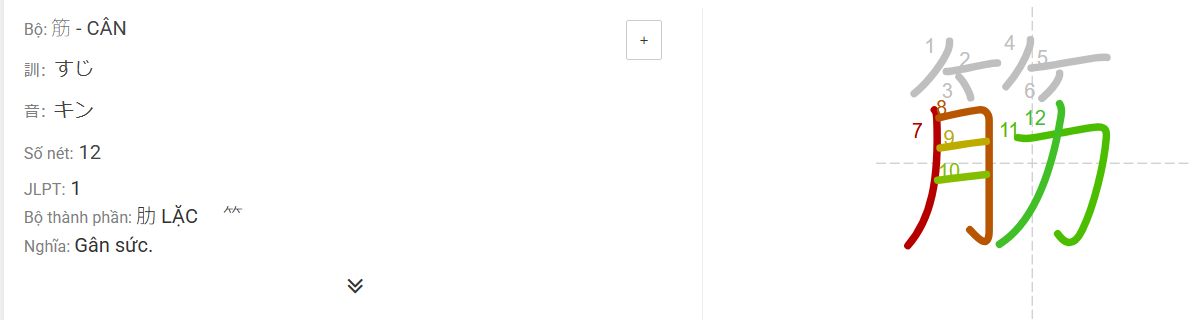 Bộ: 筋 - CÂN
+
訓: すじ
音: キン
Số nét: 12
JLPT: 1
Bộ thành phần: 肋 LẶC ⺮
Nghĩa: Gân sức.
筋
1
2
3
4
5
6
7
8
9
10
11
12